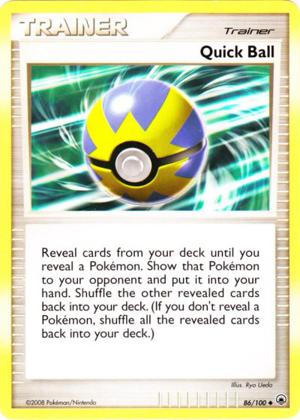 TRAINER
Trainer
Quick Ball
Reveal cards from your deck until you
reveal a Pokémon. Show that Pokémon
to your opponent and put it into your
hand. Shuffle the other revealed cards
back into your deck. (If you don't reveal
a Pokémon, shuffle all the revealed cards
back into your deck.)
Illus. Ryo Ueda
©2008 Pokémon/Nintendo
86/100